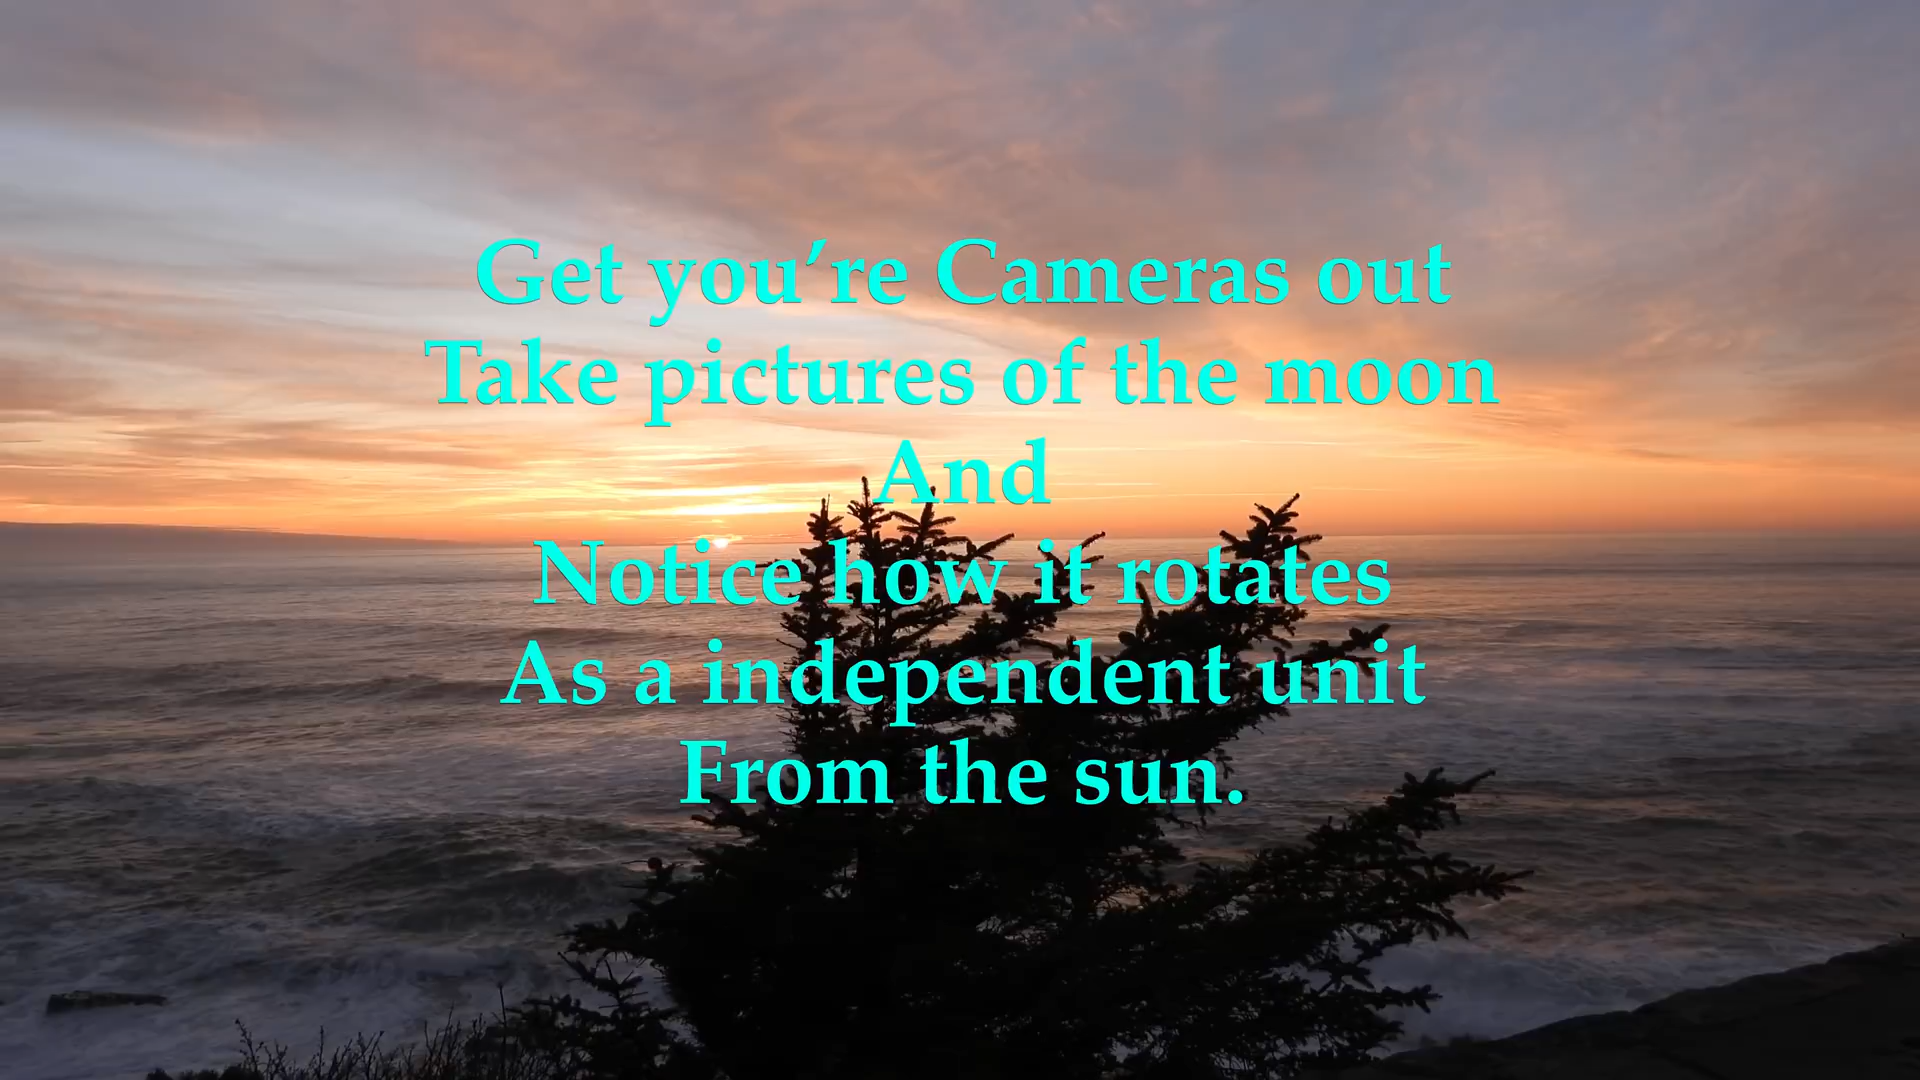 Get you’re Cameras out
Take pictures of the moon
And
Notice how it rotates
As a independent unit
From the sun.